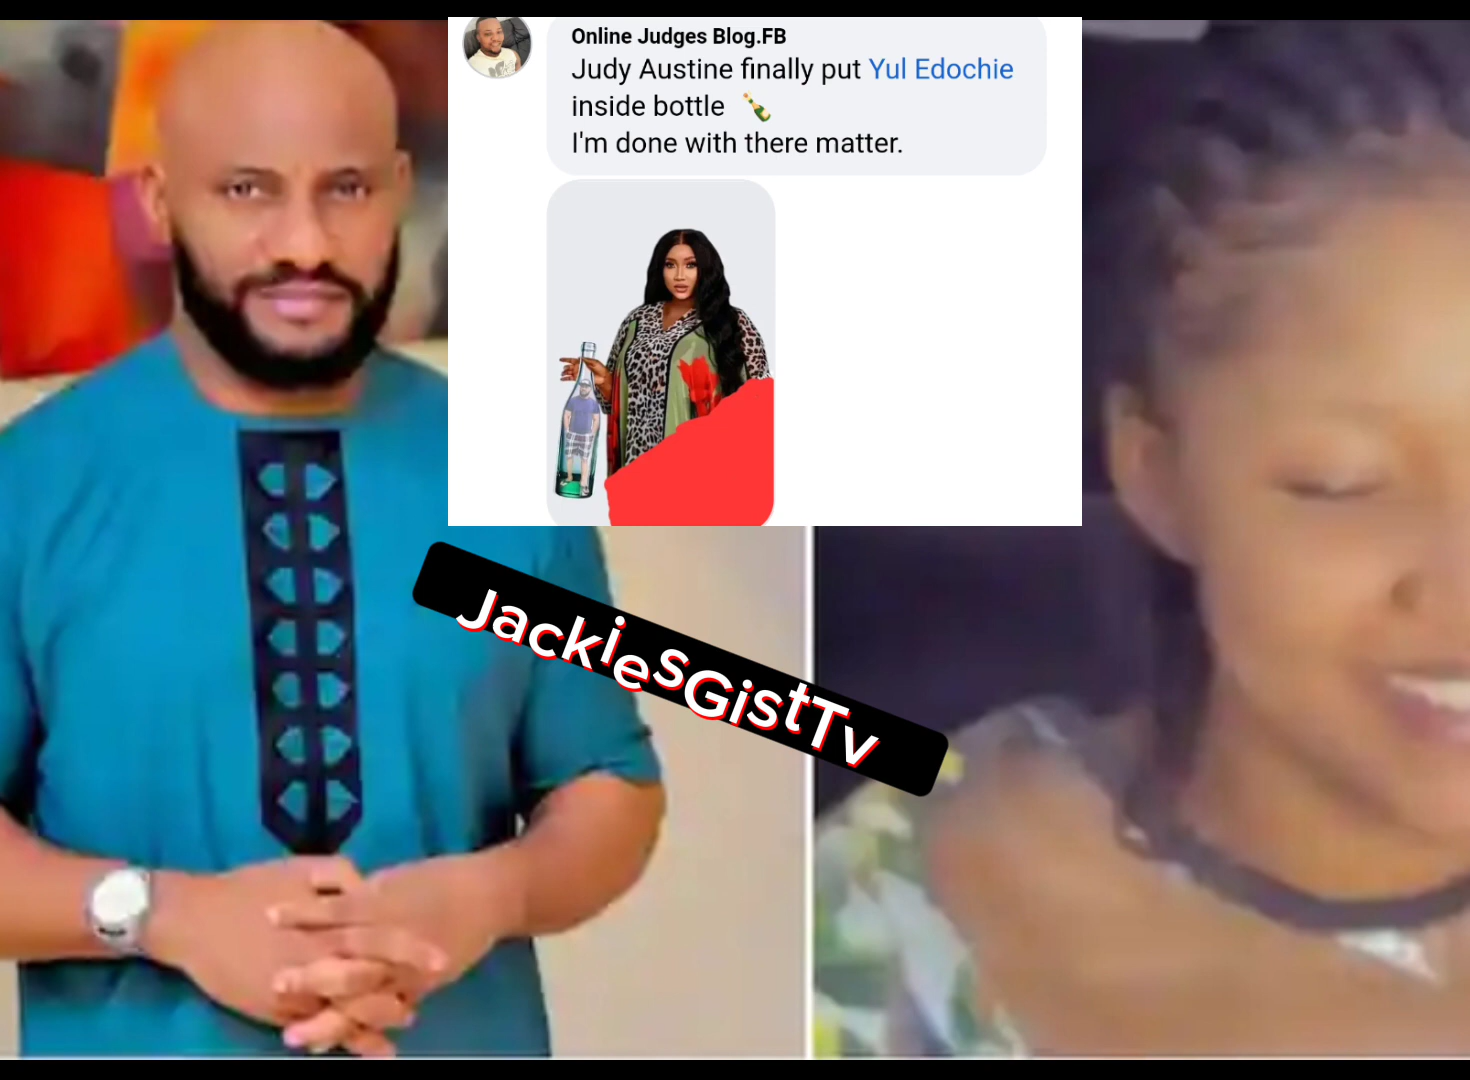 Online Judges Blog.FB
Judy Austine finally put Yul Edochie
inside bottle 🍾
I'm done with there matter.
JackiesGistTv